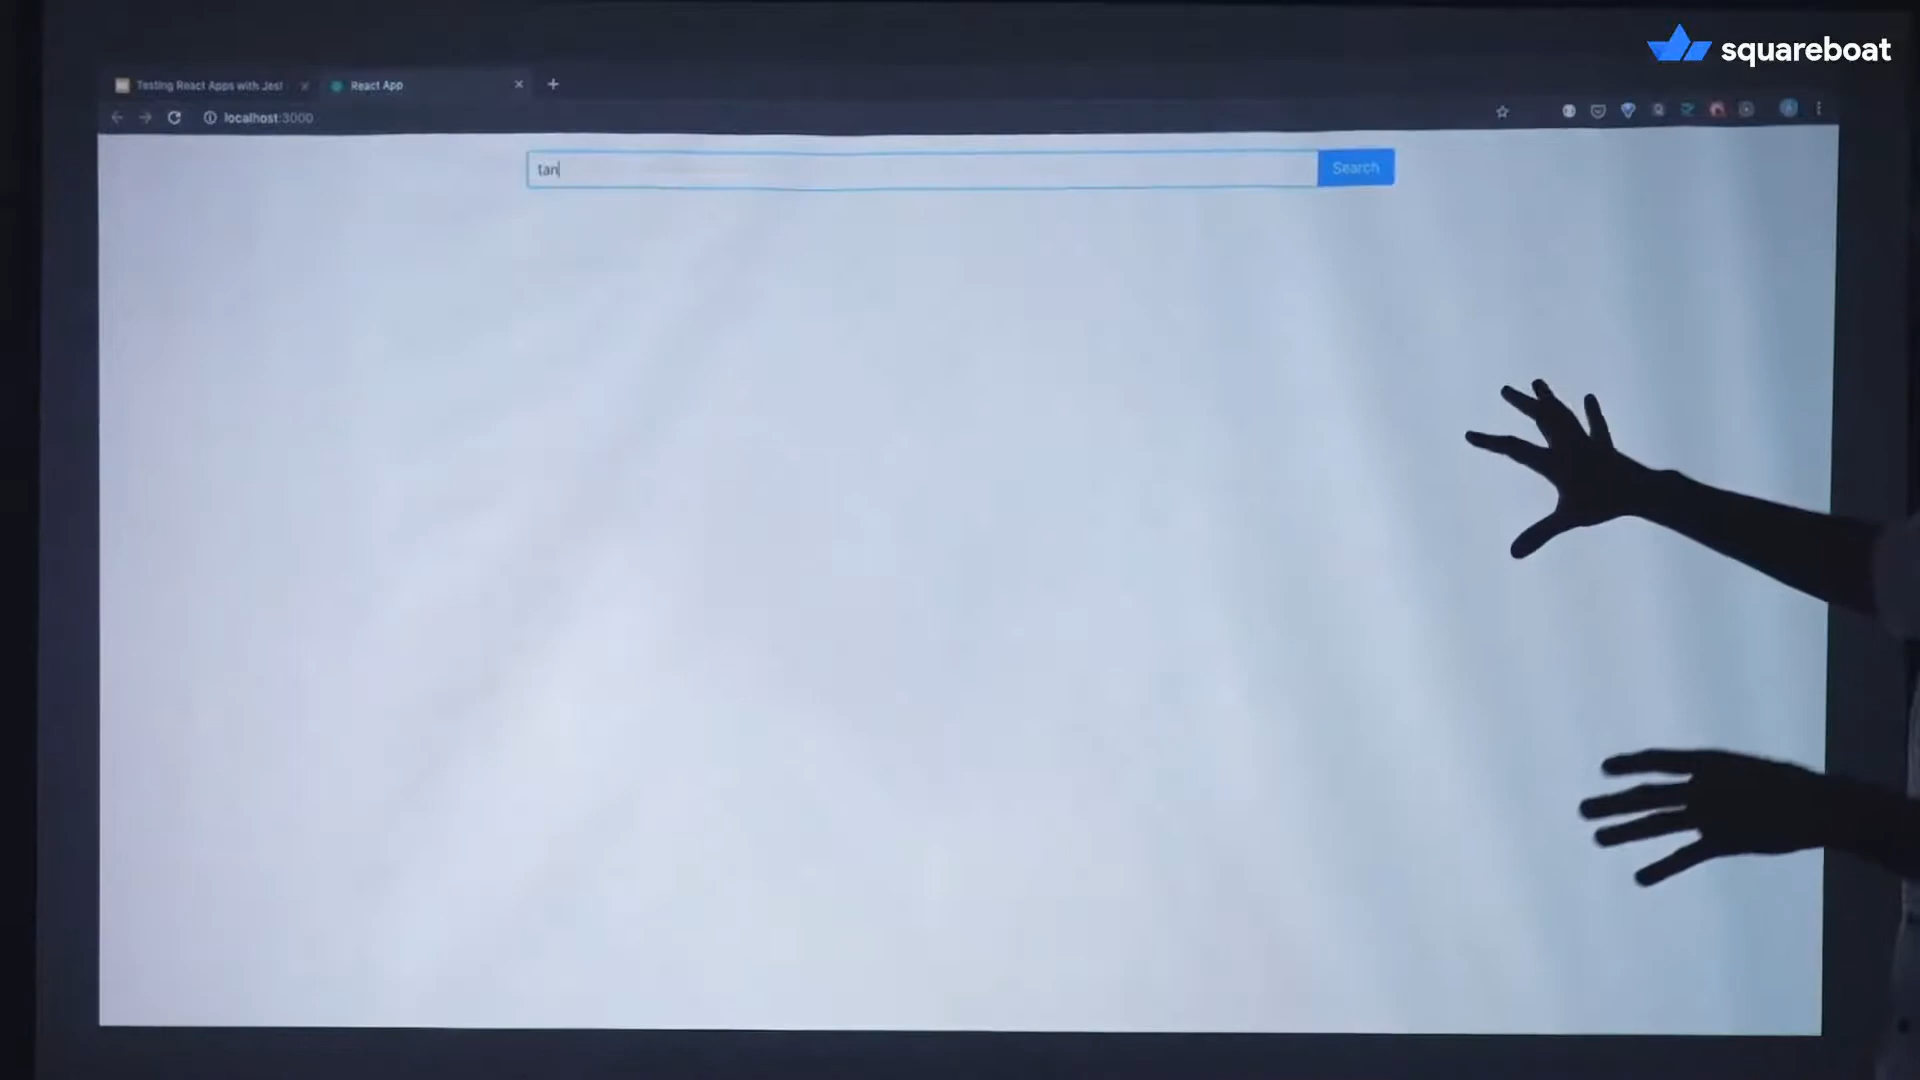 squareboat
Testing React Apps with Jest
React App
localhost:3000
tan
Search